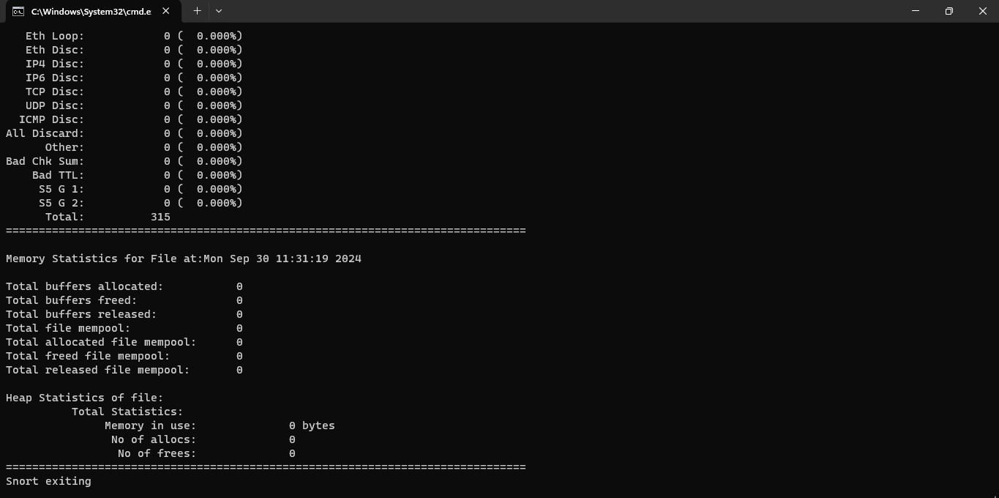 C:\Windows\System32\cmd.e
Eth Loop: 0 ( 0.000%)
Eth Disc: 0 ( 0.000%)
IP4 Disc: 0 ( 0.000%)
IP6 Disc: 0 ( 0.000%)
TCP Disc: 0 ( 0.000%)
UDP Disc: 0 ( 0.000%)
ICMP Disc: 0 ( 0.000%)
All Discard: 0 ( 0.000%)
Other: 0 ( 0.000%)
Bad Chk Sum: 0 ( 0.000%)
Bad TTL: 0 ( 0.000%)
S5 G 1: 0 ( 0.000%)
S5 G 2: 0 ( 0.000%)
Total: 315
===============================================================================
Memory Statistics for File at:Mon Sep 30 11:31:19 2024
Total buffers allocated: 0
Total buffers freed: 0
Total buffers released: 0
Total file mempool: 0
Total allocated file mempool: 0
Total freed file mempool: 0
Total released file mempool: 0
Heap Statistics of file:
Total Statistics:
Memory in use: 0 bytes
No of allocs: 0
No of frees: 0
===============================================================================
Snort exiting